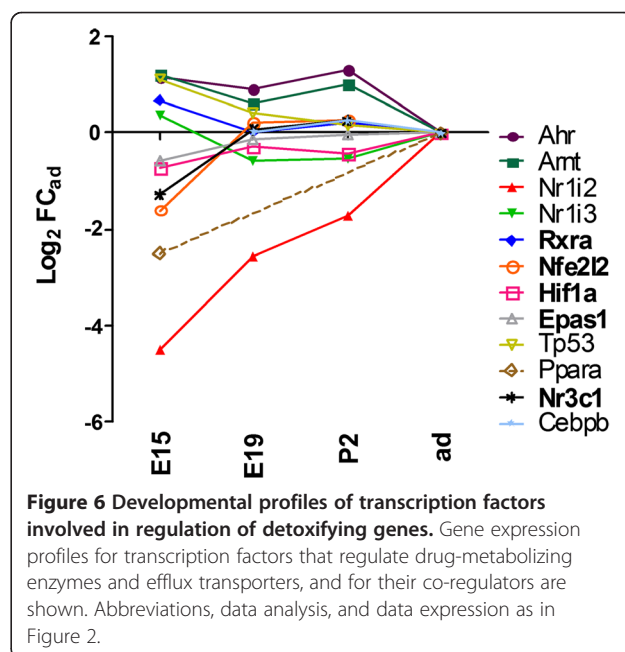 2
0
-2
-4
-6
Log2 FCad
E15
E19
P2
ad
Ahr
Arnt
Nr1i2
Nr1i3
Rxra
Nfe2l2
Hif1a
Epas1
Tp53
Ppara
Nr3c1
Cebpb
Figure 6 Developmental profiles of transcription factors
involved in regulation of detoxifying genes. Gene expression
profiles for transcription factors that regulate drug-metabolizing
enzymes and efflux transporters, and for their co-regulators are
shown. Abbreviations, data analysis, and data expression as in
Figure 2.